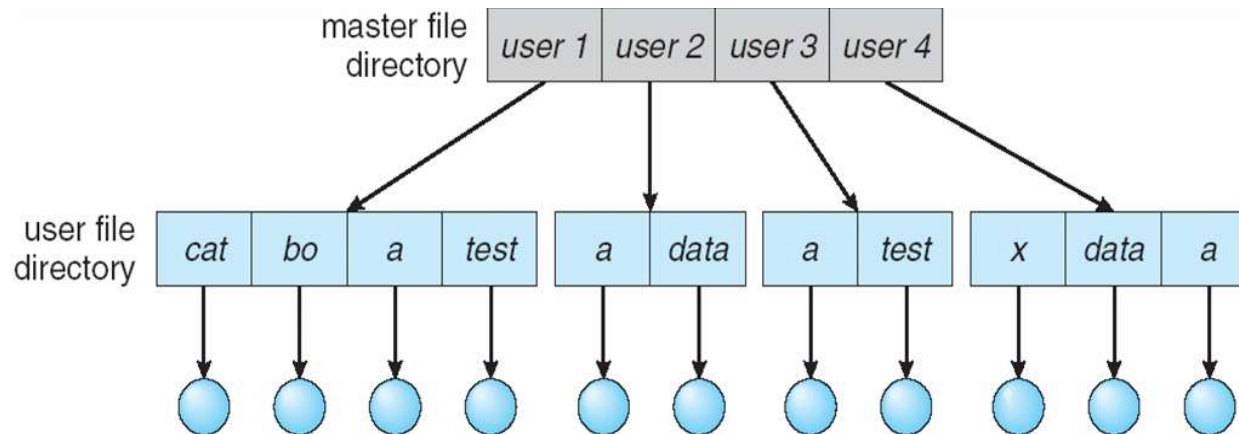 master file
directory
user 1 user 2 user 3 user 4
user file
directory
cat bo a test a data a test x data a